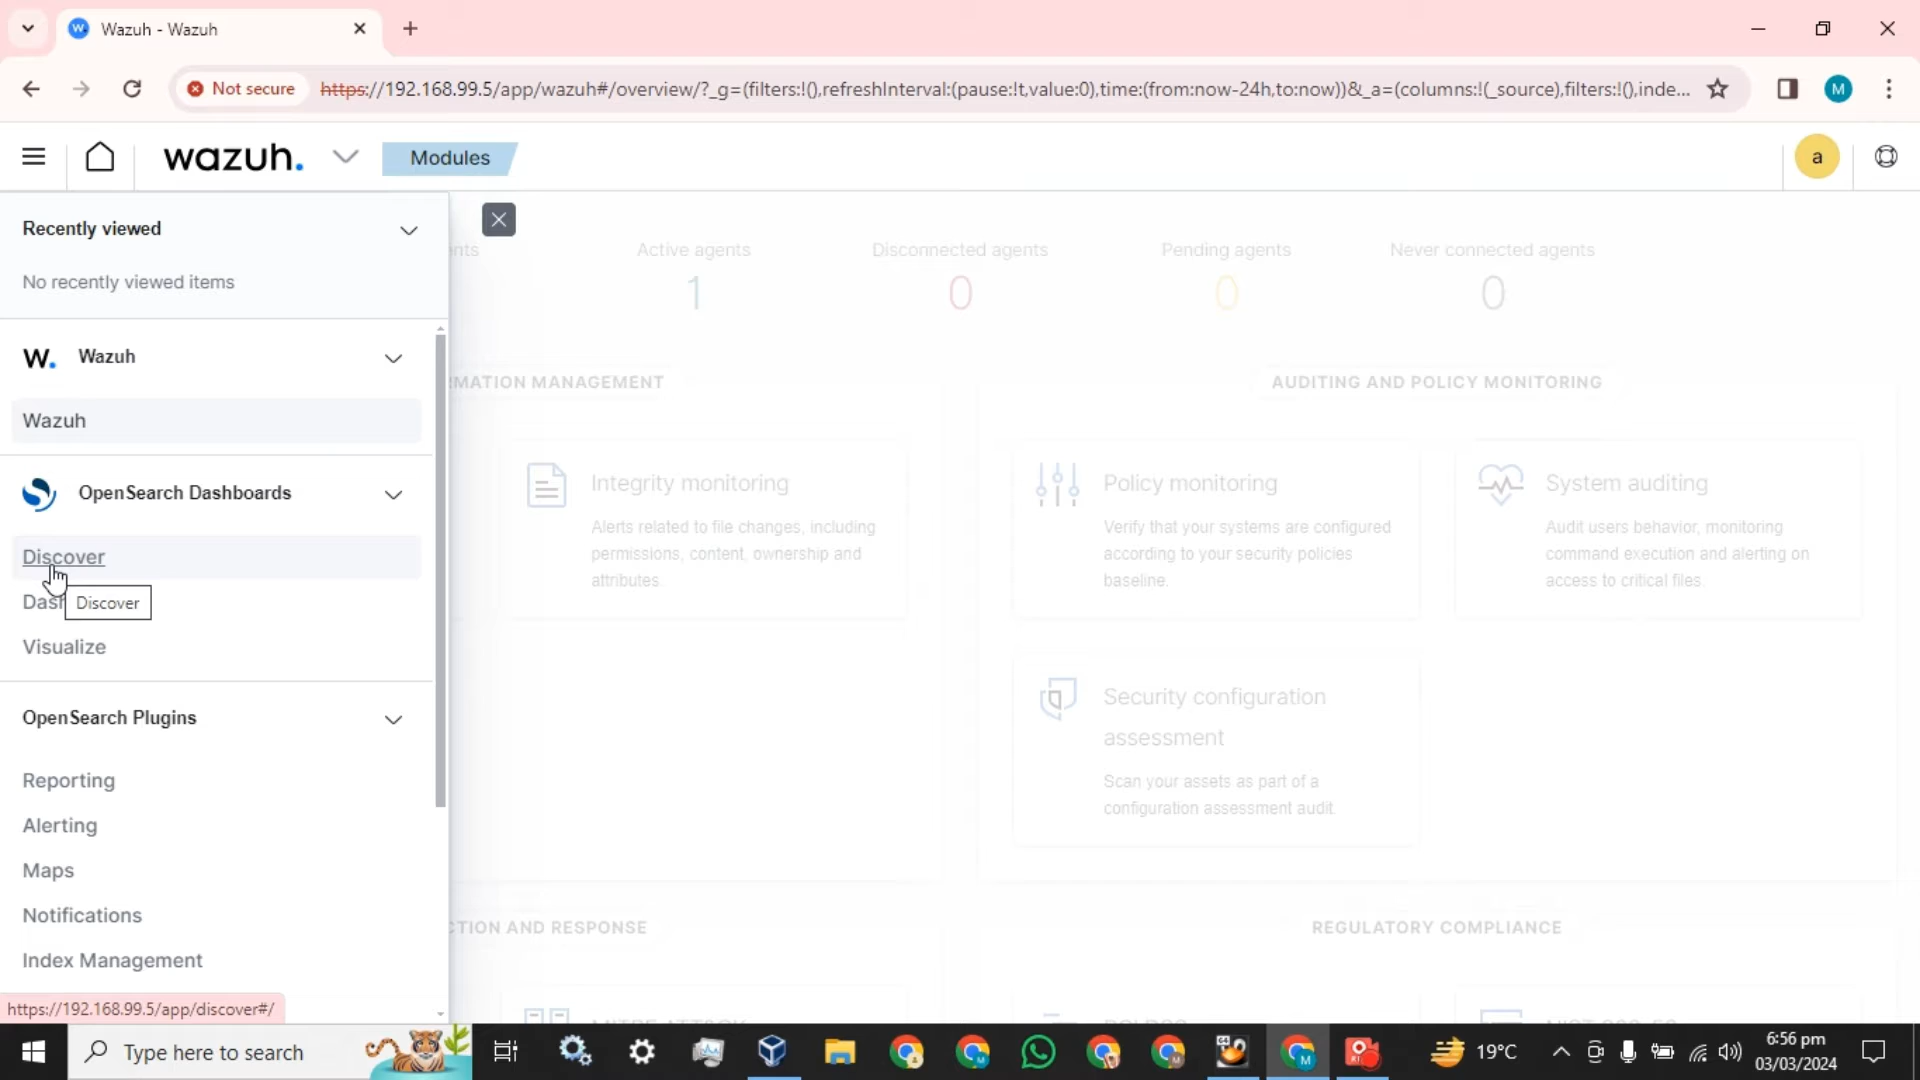 Wazuh - Wazuh
Not secure
https://192.168.99.5/app/wazuh#/overview/?_g=(filters:!(),refreshInterval:(pause:!t,value:0),time:(from:now-24h,to:now))&_a=(columns:!(_source),filters:!(),inde...
M
wazuh.
Modules
a
Recently viewed
No recently viewed items
W. Wazuh
Wazuh
OpenSearch Dashboards
Discover
Discover
Visualize
OpenSearch Plugins
Reporting
Alerting
Maps
Notifications
Index Management
https://192.168.99.5/app/discover#/
Active agents
1
Disconnected agents
0
Pending agents
0
Never connected agents
0
RMATION MANAGEMENT
Integrity monitoring
Alerts related to file changes, including
permissions, content, ownership and
attributes.
AUDITING AND POLICY MONITORING
Policy monitoring
Verify that your systems are configured
according to your security policies
baseline.
System auditing
Audit users behavior, monitoring
command execution and alerting on
access to critical files.
Security configuration
assessment
Scan your assets as part of a
configuration assessment audit.
CTION AND RESPONSE
REGULATORY COMPLIANCE
Type here to search
19°C
6:56 pm
03/03/2024